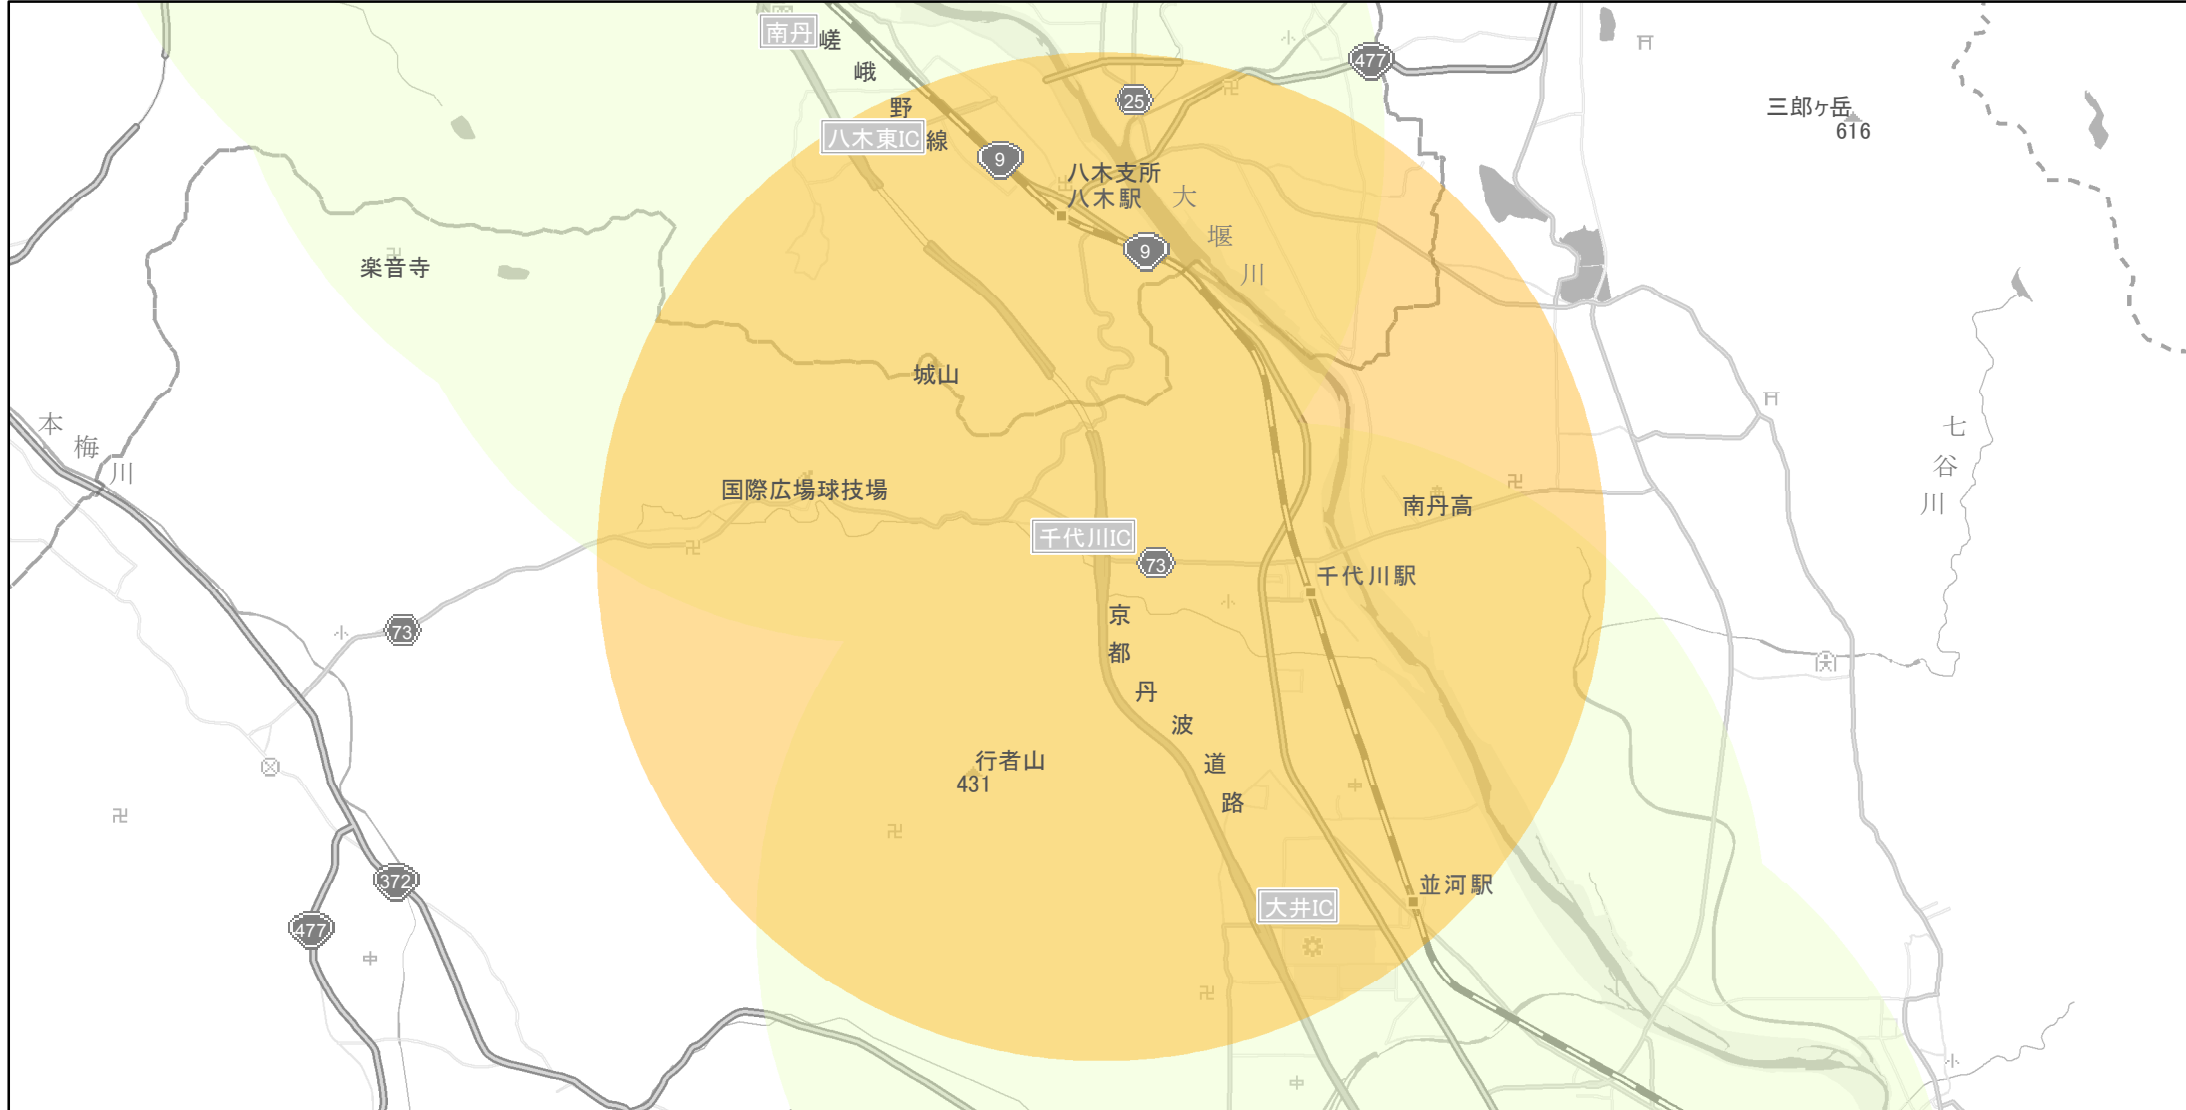 南丹
嵯峨野線
477
25
三郎ヶ岳
616
八木東IC
9
八木支所
八木駅
大堰川
9
楽音寺
城山
本梅川
七谷川
国際広場球技場
南丹高
千代川IC
73
千代川駅
73
京都丹波道路
行者山
431
372
並河駅
大井IC
477